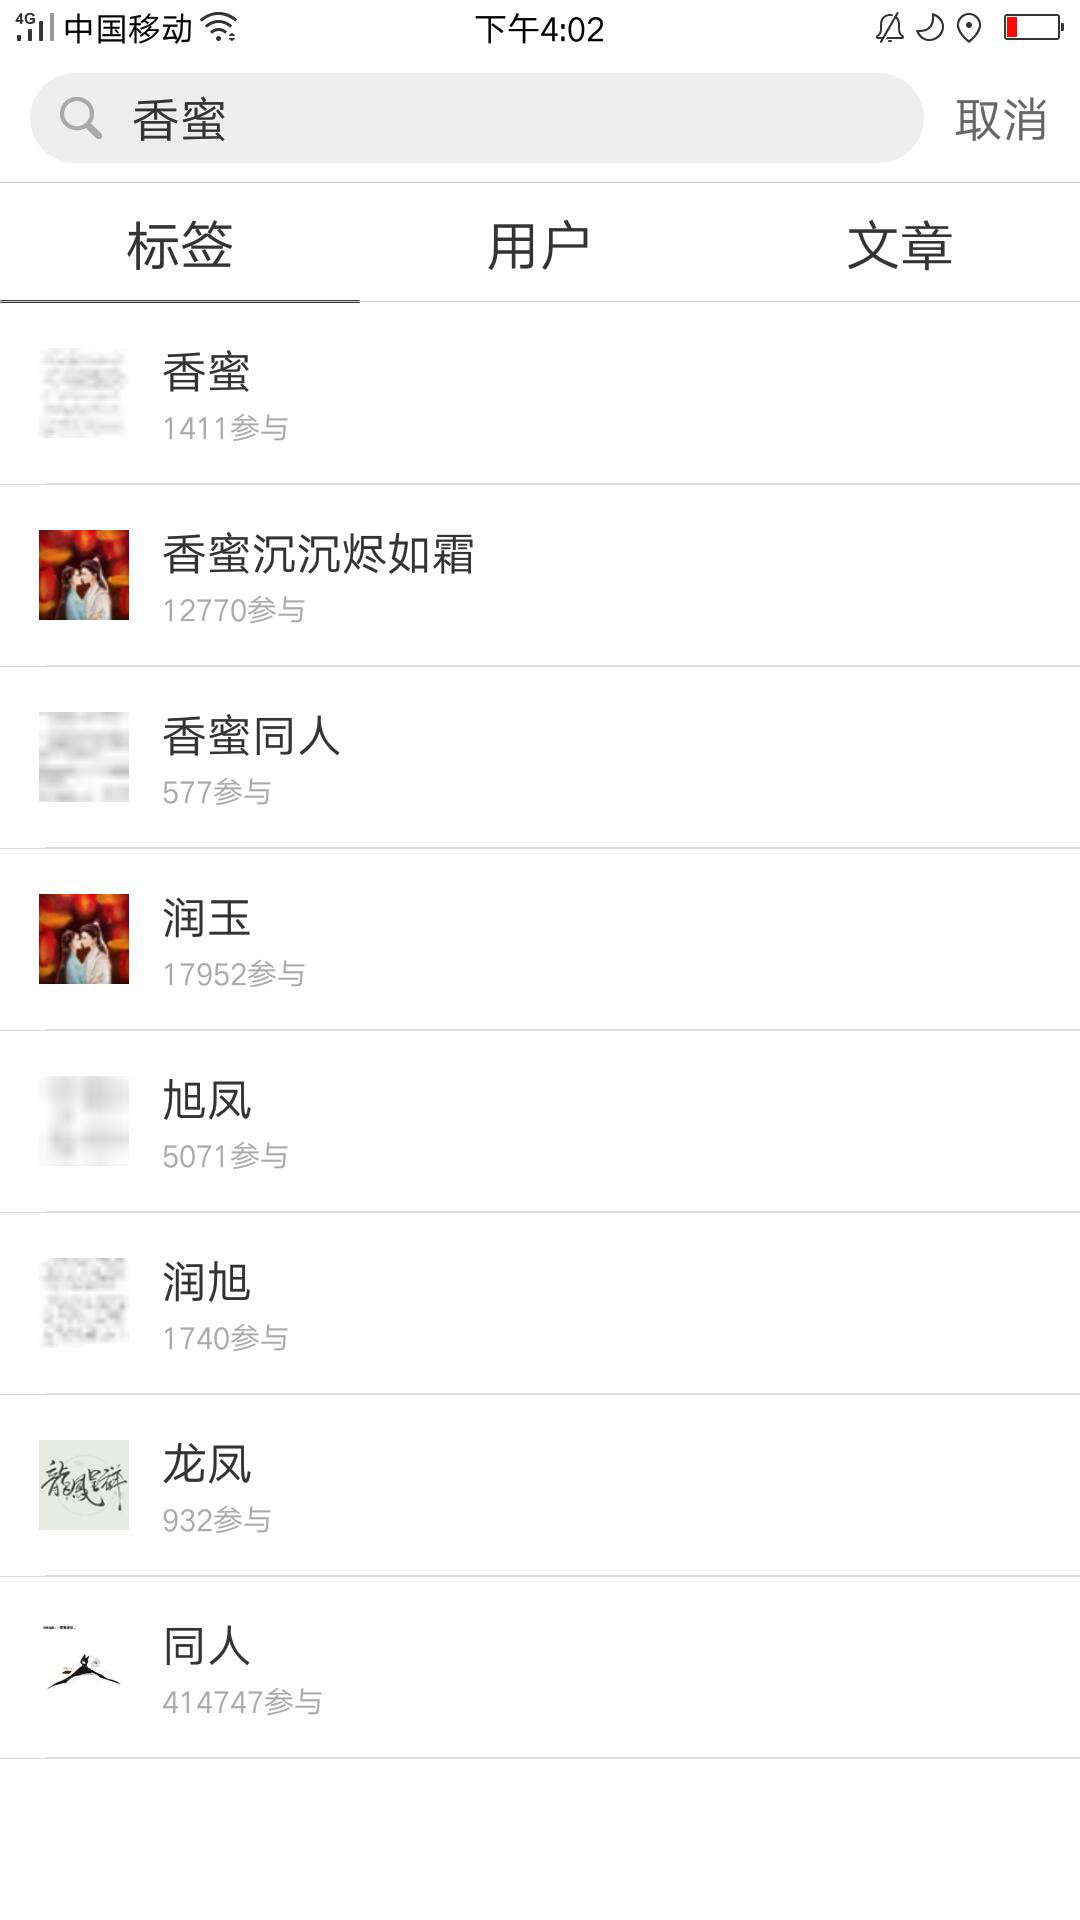 4G 中国移动 下午4:02
香蜜 取消
标签 用户 文章
香蜜
1411参与
香蜜沉沉烬如霜
12770参与
香蜜同人
577参与
润玉
17952参与
旭凤
5071参与
润旭
1740参与
龍鳳呈祥
龙凤
932参与
同人
414747参与